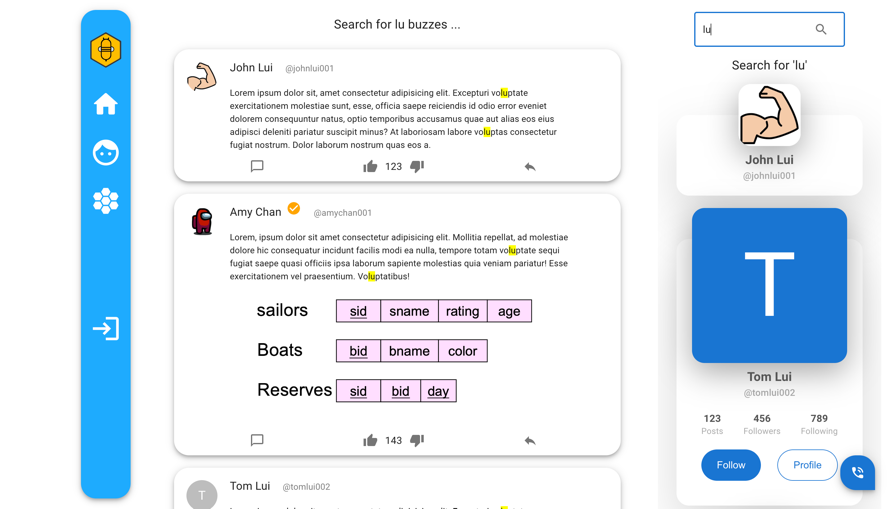 Search for lu buzzes ...
John Lui @johnlui001
Lorem ipsum dolor sit, amet consectetur adipisicing elit. Excepturi voluptate
exercitationem molestiae sunt, esse, officia saepe reiciendis id odio error eveniet
dolorem consequuntur natus, optio temporibus accusamus quae aut alias eos eius
adipisci deleniti pariatur suscipit minus? At laboriosam labore voluptas consectetur
fugiat nostrum. Dolor laborum nostrum quas eos a.
123
Amy Chan @amychan001
Lorem, ipsum dolor sit amet consectetur adipisicing elit. Mollitia repellat, ad molestiae
dolore hic consequatur incidunt facilis modi ea nulla, tempore totam voluptate sequi
fugiat saepe quasi officiis ipsa laborum sapiente molestias quia veniam pariatur! Esse
exercitationem vel praesentium. Voluptatibus!
sailors sid sname rating age
Boats bid bname color
Reserves sid bid day
143
T
Tom Lui @tomlui002
lu
Search for 'lu'
John Lui
@johnlui001
T
Tom Lui
@tomlui002
123 456 789
Posts Followers Following
Follow Profile